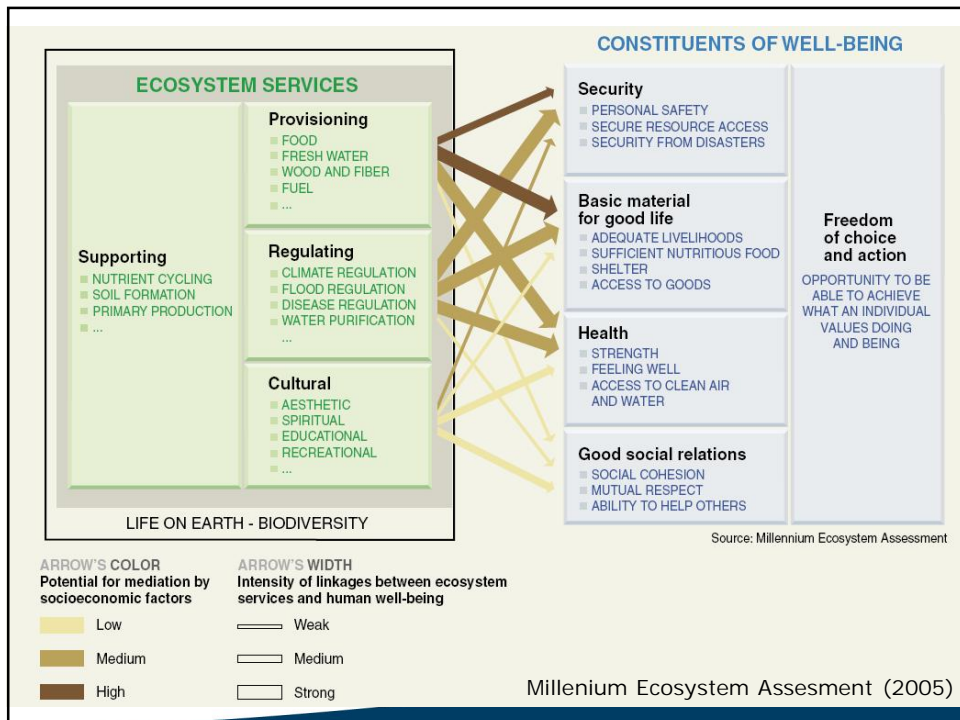 CONSTITUENTS OF WELL-BEING
ECOSYSTEM SERVICES
Supporting
NUTRIENT CYCLING
SOIL FORMATION
PRIMARY PRODUCTION
...
Provisioning
FOOD
FRESH WATER
WOOD AND FIBER
FUEL
...
Regulating
CLIMATE REGULATION
FLOOD REGULATION
DISEASE REGULATION
WATER PURIFICATION
...
Cultural
AESTHETIC
SPIRITUAL
EDUCATIONAL
RECREATIONAL
...
LIFE ON EARTH - BIODIVERSITY
Security
PERSONAL SAFETY
SECURE RESOURCE ACCESS
SECURITY FROM DISASTERS
Basic material
for good life
ADEQUATE LIVELIHOODS
SUFFICIENT NUTRITIOUS FOOD
SHELTER
ACCESS TO GOODS
Health
STRENGTH
FEELING WELL
ACCESS TO CLEAN AIR
AND WATER
Good social relations
SOCIAL COHESION
MUTUAL RESPECT
ABILITY TO HELP OTHERS
Freedom
of choice
and action
OPPORTUNITY TO BE
ABLE TO ACHIEVE
WHAT AN INDIVIDUAL
VALUES DOING
AND BEING
Source: Millennium Ecosystem Assessment
ARROW'S COLOR
Potential for mediation by
socioeconomic factors
Low
Medium
High
ARROW'S WIDTH
Intensity of linkages between ecosystem
services and human well-being
Weak
Medium
Strong
Millenium Ecosystem Assesment (2005)